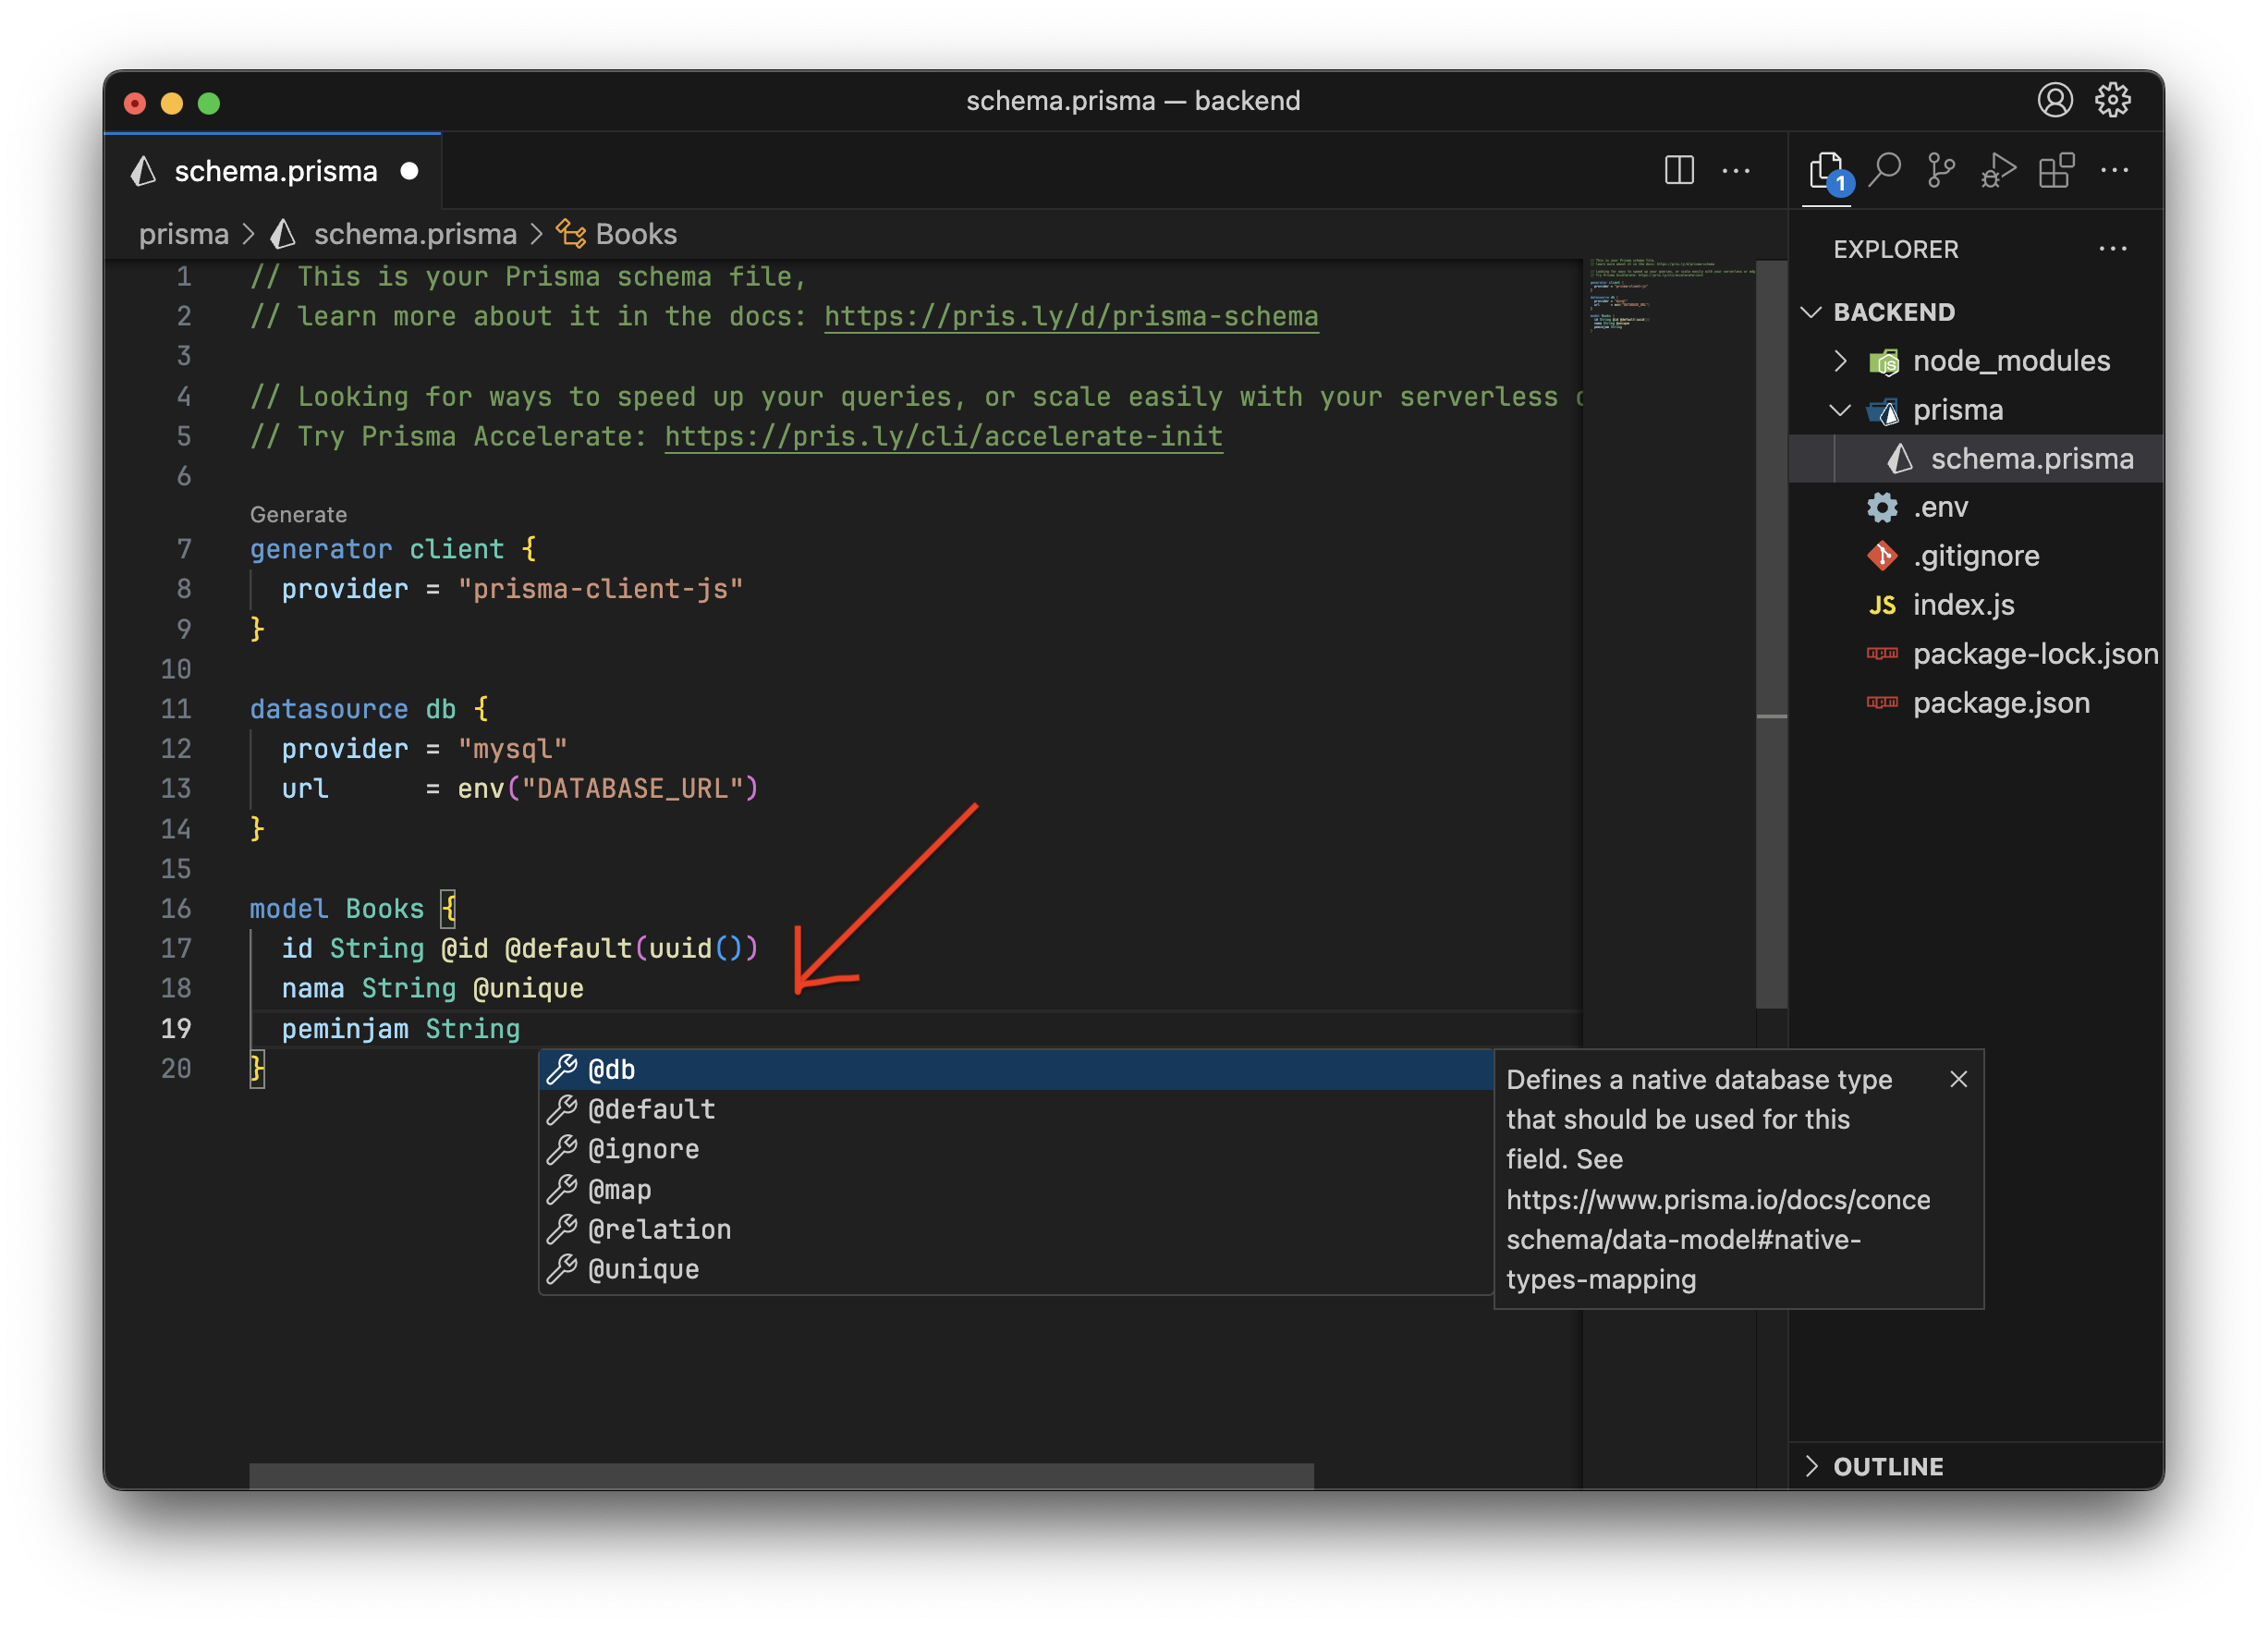 schema.prisma — backend
schema.prisma
prisma > schema.prisma > Books
1 // This is your Prisma schema file,
2 // learn more about it in the docs: https://pris.ly/d/prisma-schema
3
4 // Looking for ways to speed up your queries, or scale easily with your serverless
5 // Try Prisma Accelerate: https://pris.ly/cli/accelerate-init
6
Generate
7 generator client {
8 provider = "prisma-client-js"
9 }
10
11 datasource db {
12 provider = "mysql"
13 url = env("DATABASE_URL")
14 }
15
16 model Books {
17 id String @id @default(uuid())
18 nama String @unique
19 peminjam String
20 }
@db
@default
@ignore
@map
@relation
@unique
Defines a native database type
that should be used for this
field. See
https://www.prisma.io/docs/conce
schema/data-model#native-
types-mapping
1
EXPLORER
BACKEND
node_modules
prisma
schema.prisma
.env
.gitignore
JS index.js
package-lock.json
package.json
OUTLINE